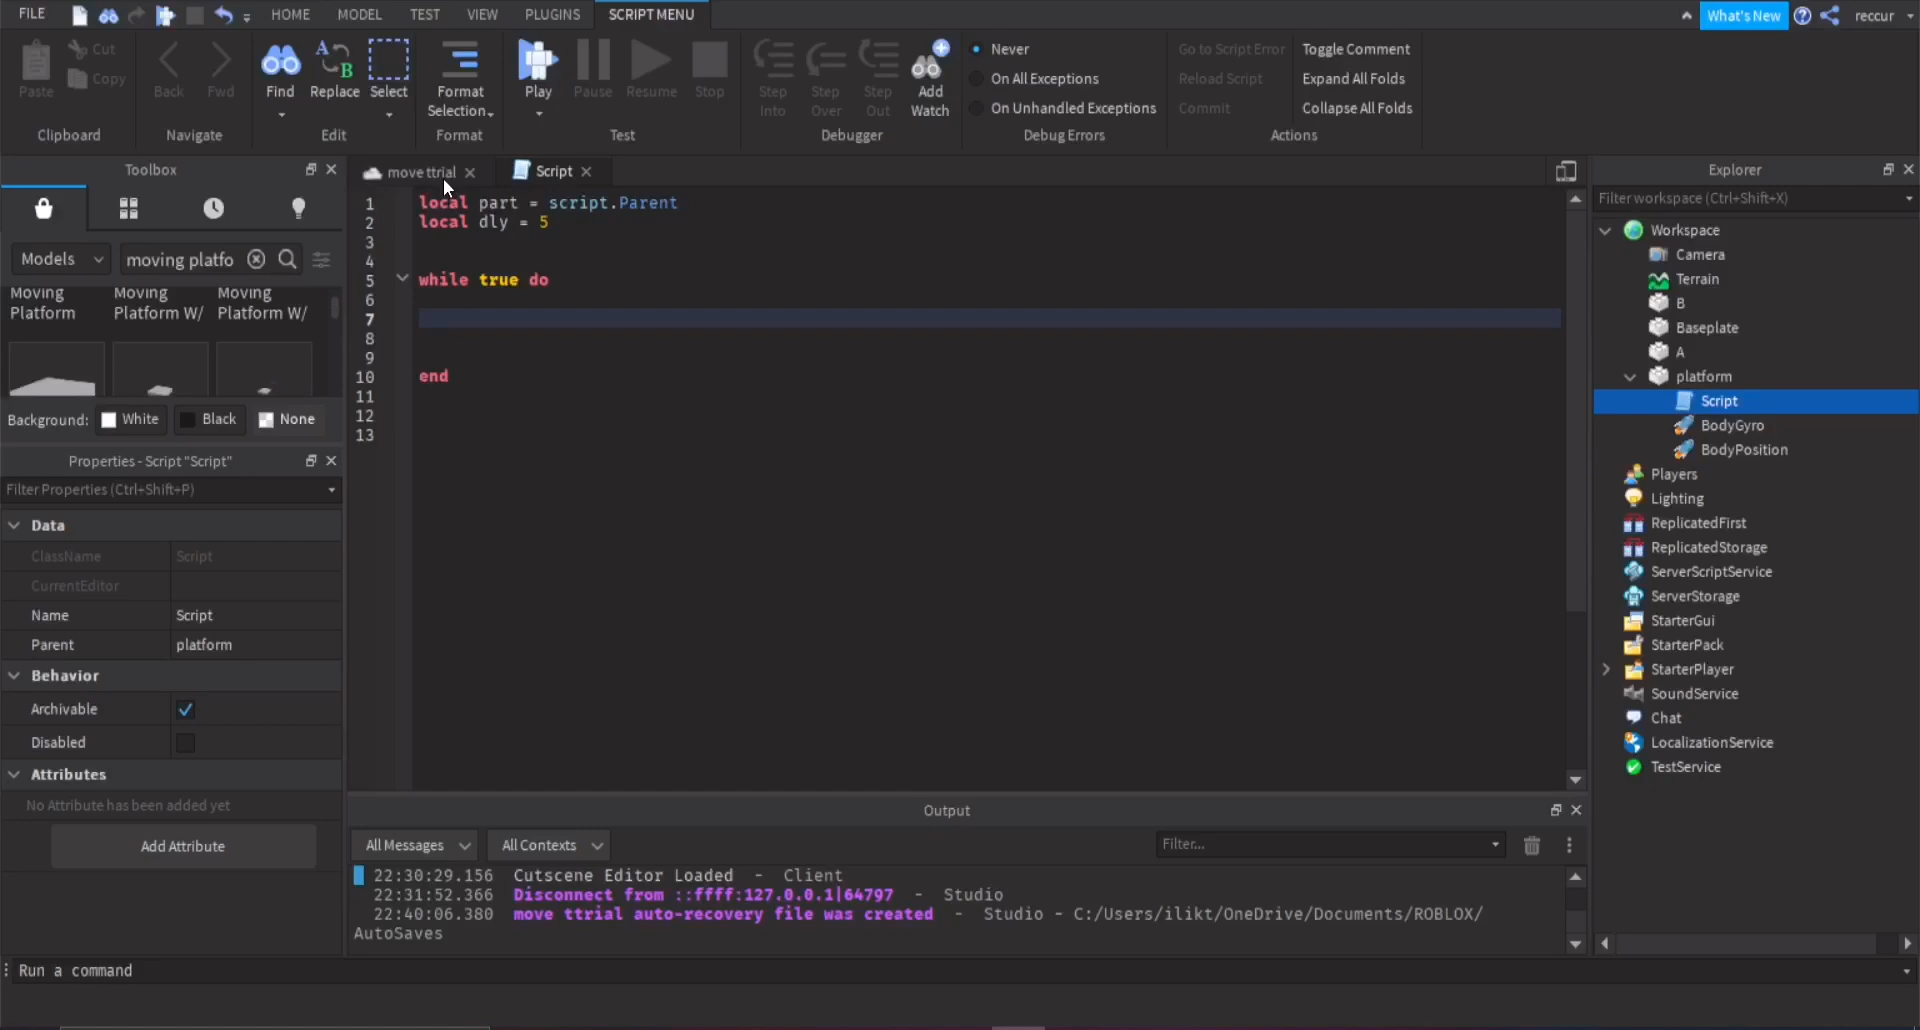 FILE
HOME
MODEL
TEST
VIEW
PLUGINS
SCRIPT MENU
What's New
reccur
Paste
Cut
Copy
Clipboard
Back
Fwd
Navigate
Find
Replace
Select
Edit
Format
Selection
Format
Play
Pause
Resume
Stop
Test
Step
Into
Step
Over
Step
Out
Add
Watch
Debugger
Never
On All Exceptions
On Unhandled Exceptions
Debug Errors
Go to Script Error
Reload Script
Commit
Toggle Comment
Expand All Folds
Collapse All Folds
Actions
Toolbox
Models
moving platfo
Moving
Platform
Moving
Platform W/
Moving
Platform W/
Background:
White
Black
None
Properties - Script "Script"
Filter Properties (Ctrl+Shift+P)
Data
ClassName
Script
CurrentEditor
Name
Script
Parent
platform
Behavior
Archivable
Disabled
Attributes
No Attribute has been added yet
Add Attribute
move ttrial
Script
1 local part = script.Parent
2 local dly = 5
3
4
5 while true do
6
7
8
9
10 end
11
12
13
Output
All Messages
All Contexts
Filter...
22:30:29.156 Cutscene Editor Loaded - Client
22:31:52.366 Disconnect from ::ffff:127.0.0.1|64797 - Studio
22:40:06.380 move ttrial auto-recovery file was created - Studio - C:/Users/ilikt/OneDrive/Documents/ROBLOX/
AutoSaves
Run a command
Explorer
Filter workspace (Ctrl+Shift+X)
Workspace
Camera
Terrain
B
Baseplate
A
platform
Script
BodyGyro
BodyPosition
Players
Lighting
ReplicatedFirst
ReplicatedStorage
ServerScriptService
ServerStorage
StarterGui
StarterPack
StarterPlayer
SoundService
Chat
LocalizationService
TestService